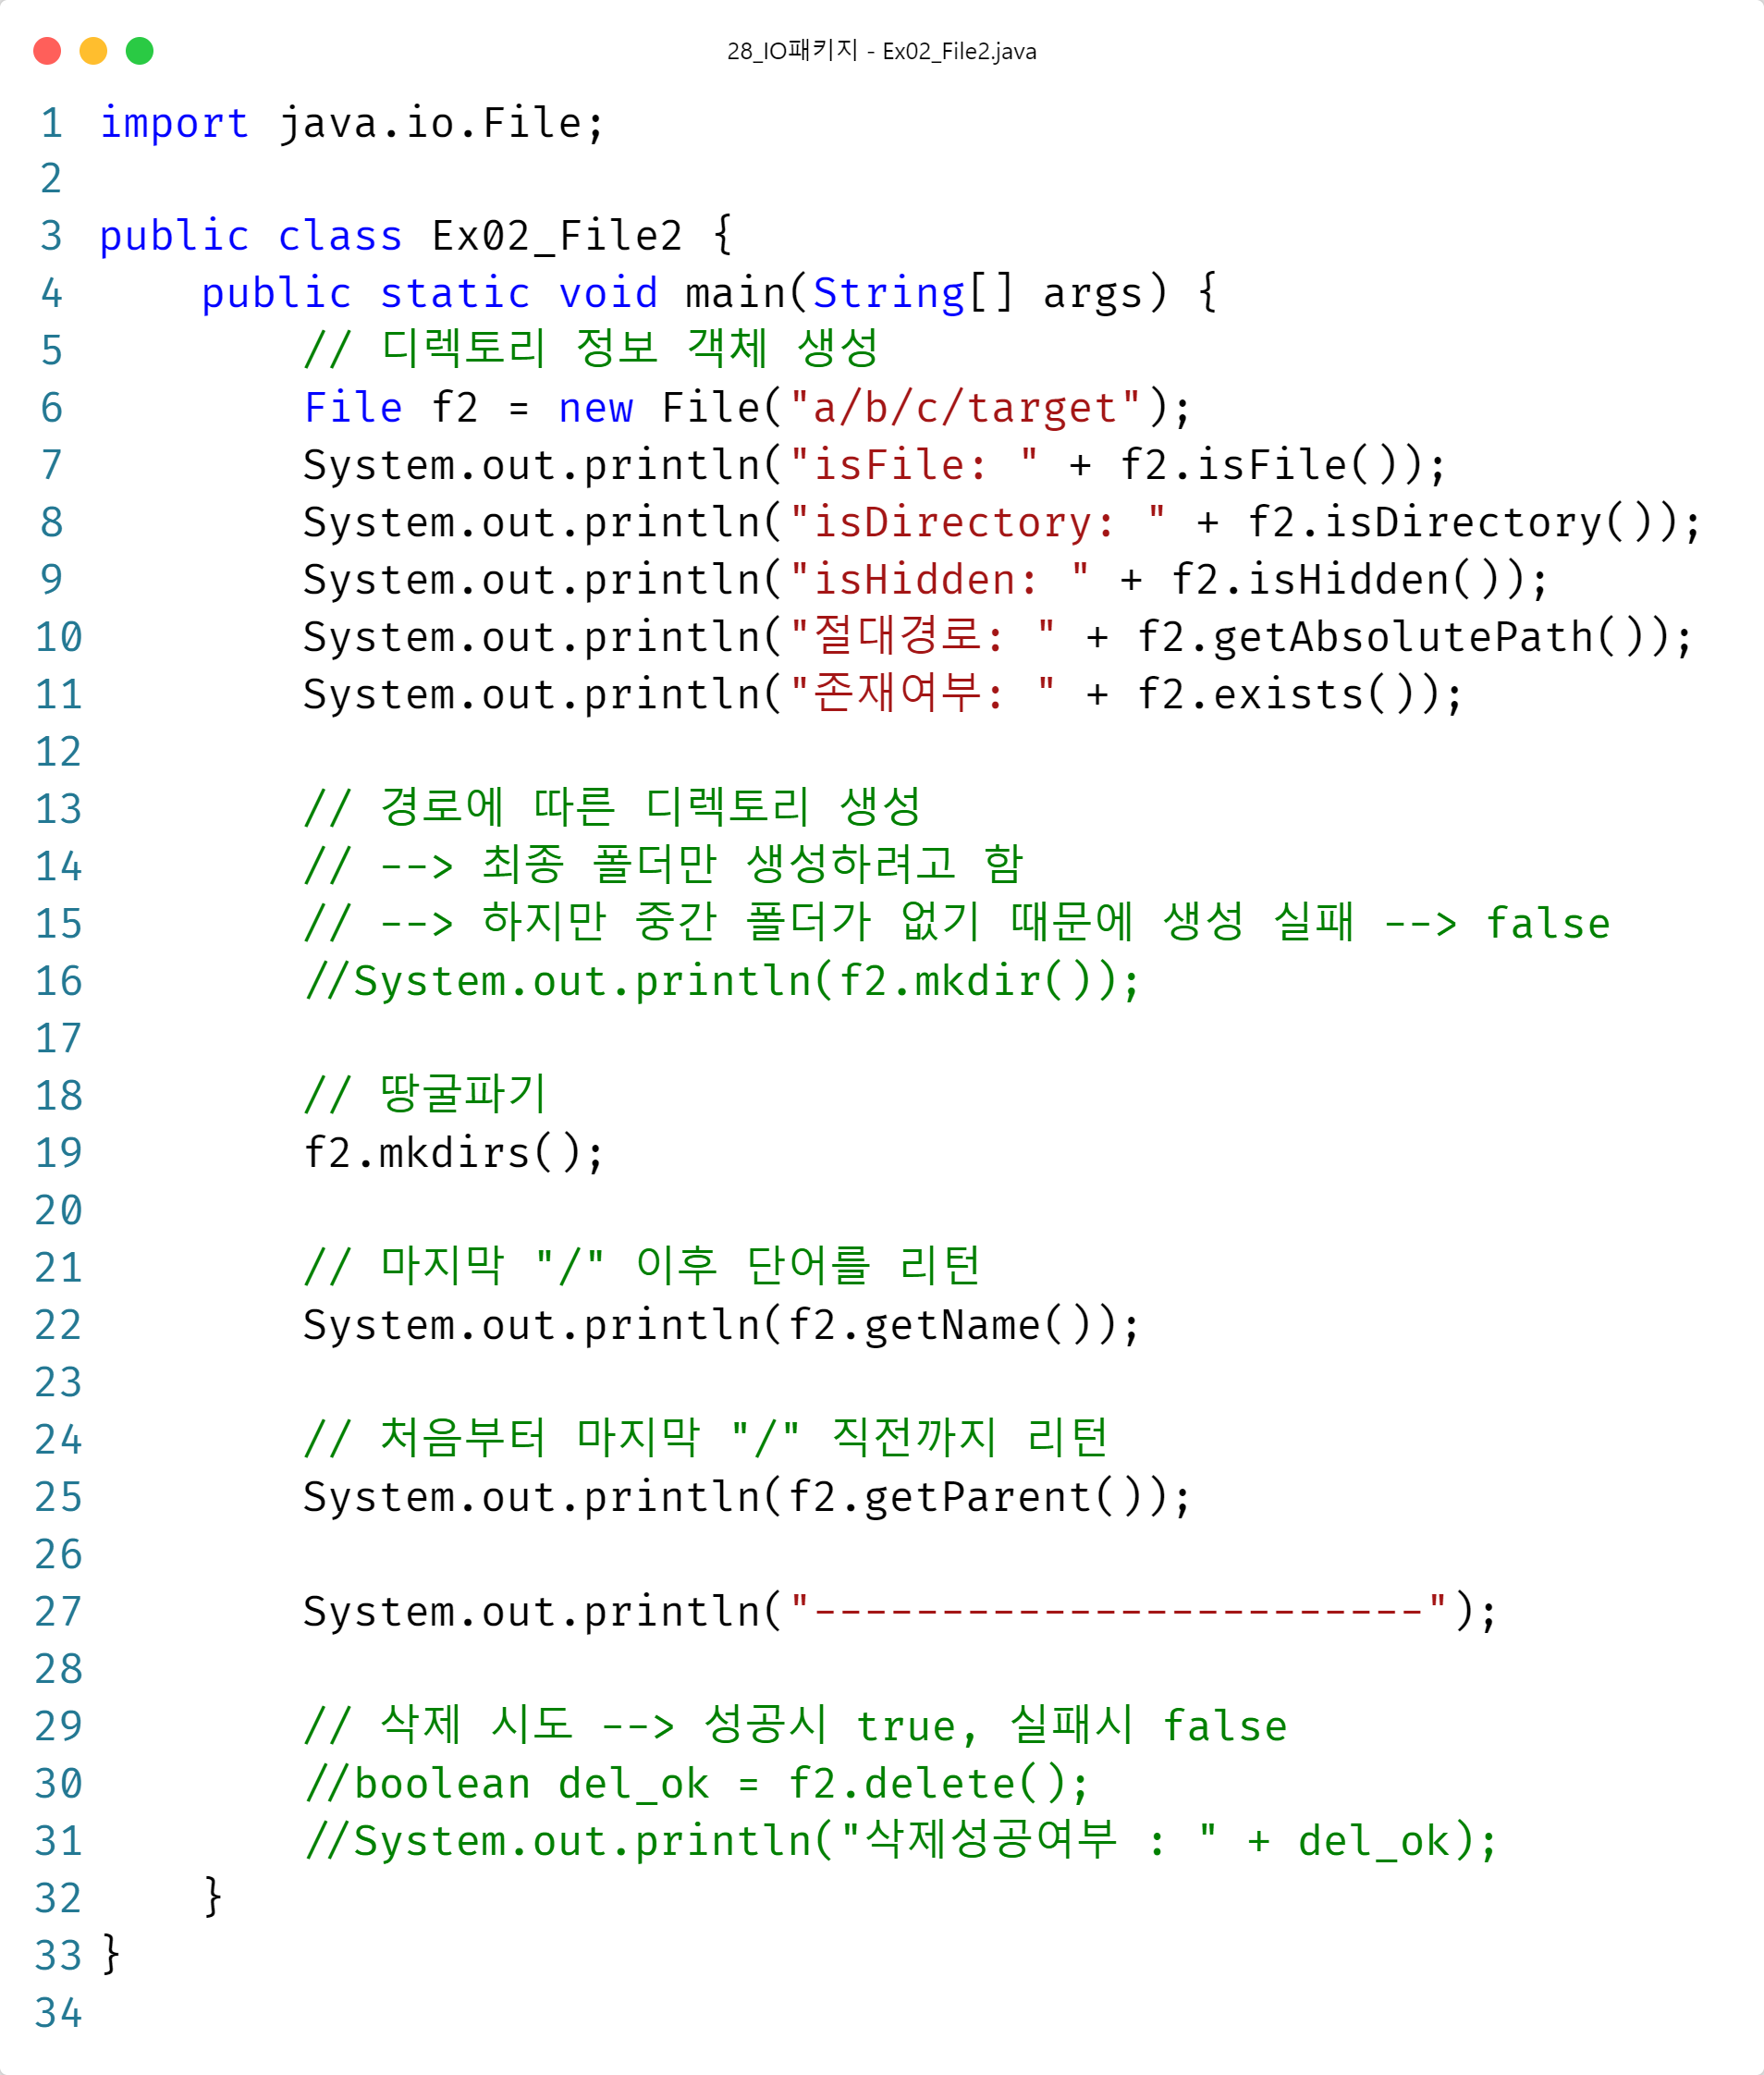 28_IO패키지 - Ex02_File2.java
1 import java.io.File;
2
3 public class Ex02_File2 {
4     public static void main(String[] args) {
5         // 디렉토리 정보 객체 생성
6         File f2 = new File("a/b/c/target");
7         System.out.println("isFile: " + f2.isFile());
8         System.out.println("isDirectory: " + f2.isDirectory());
9         System.out.println("isHidden: " + f2.isHidden());
10         System.out.println("절대경로: " + f2.getAbsolutePath());
11         System.out.println("존재여부: " + f2.exists());
12
13         // 경로에 따른 디렉토리 생성
14         // --> 최종 폴더만 생성하려고 함
15         // --> 하지만 중간 폴더가 없기 때문에 생성 실패 --> false
16         //System.out.println(f2.mkdir());
17
18         // 땅굴파기
19         f2.mkdirs();
20
21         // 마지막 "/" 이후 단어를 리턴
22         System.out.println(f2.getName());
23
24         // 처음부터 마지막 "/" 직전까지 리턴
25         System.out.println(f2.getParent());
26
27         System.out.println("------------------------");
28
29         // 삭제 시도 --> 성공시 true, 실패시 false
30         //boolean del_ok = f2.delete();
31         //System.out.println("삭제성공여부 : " + del_ok);
32     }
33 }
34